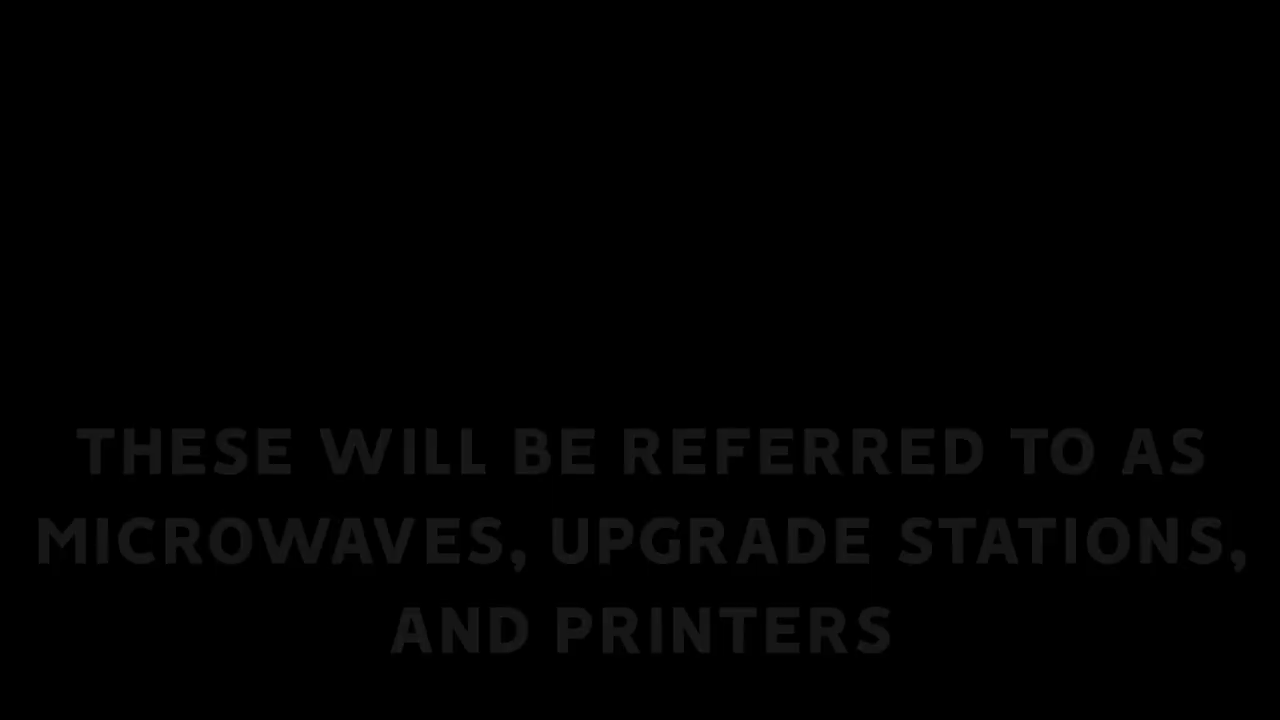 THESE WILL BE REFERRED TO AS
MICROWAVES, UPGRADE STATIONS,
AND PRINTERS